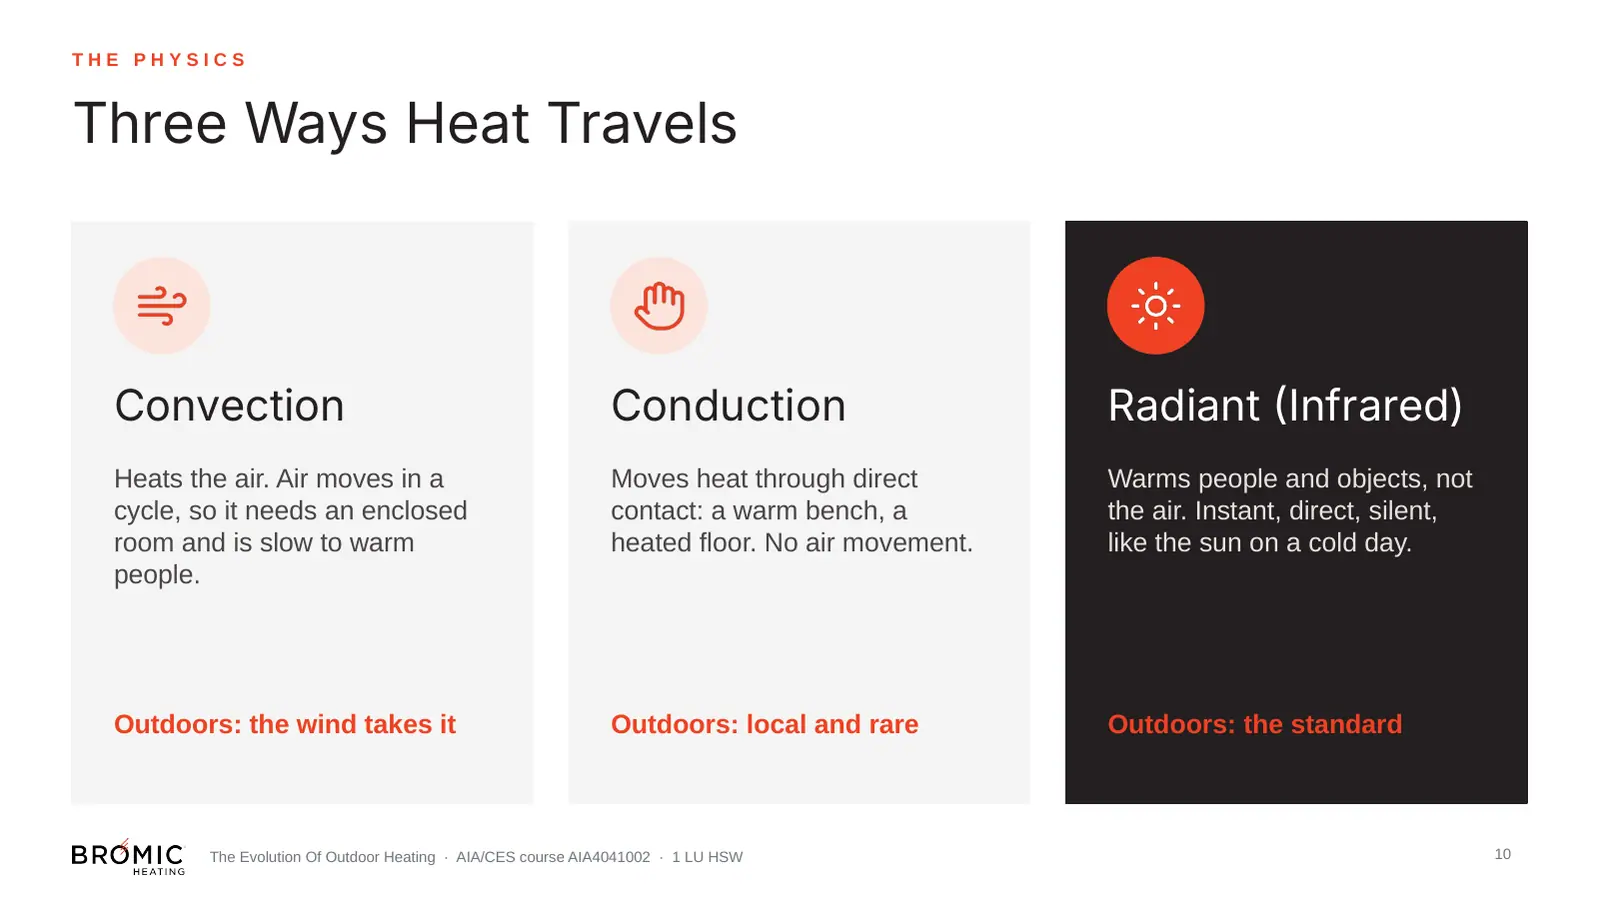 THE PHYSICS
Three Ways Heat Travels
Convection
Heats the air. Air moves in a
cycle, so it needs an enclosed
room and is slow to warm
people.
Outdoors: the wind takes it
Conduction
Moves heat through direct
contact: a warm bench, a
heated floor. No air movement.
Outdoors: local and rare
Radiant (Infrared)
Warms people and objects, not
the air. Instant, direct, silent,
like the sun on a cold day.
Outdoors: the standard
BROMIC
HEATING
The Evolution Of Outdoor Heating · AIA/CES course AIA4041002 · 1 LU HSW
10